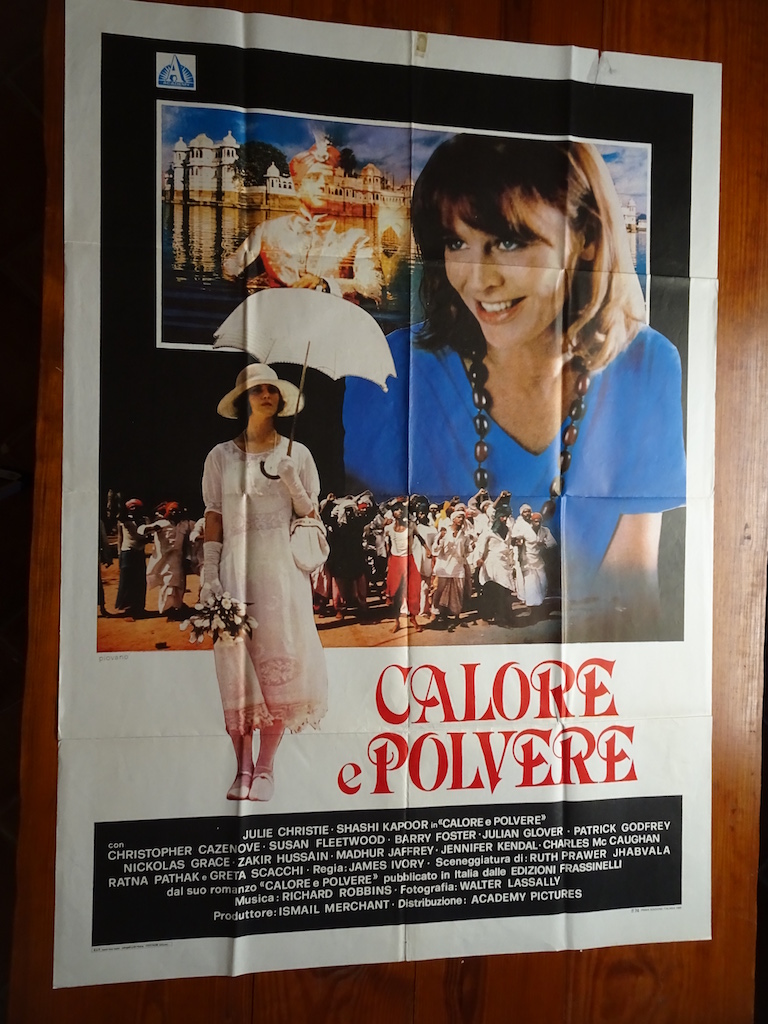 piovano
CALORE
e POLVERE
JULIE CHRISTIE · SHASHI KAPOOR in "CALORE e POLVERE"
con
CHRISTOPHER CAZENOVE · SUSAN FLEETWOOD · BARRY FOSTER · JULIAN GLOVER · PATRICK GODFREY
NICKOLAS GRACE · ZAKIR HUSSAIN · MADHUR JAFFREY · JENNIFER KENDAL · CHARLES Mc CAUGHAN
RATNA PATHAK e GRETA SCACCHI · Regia: JAMES IVORY · Sceneggiatura di: RUTH PRAWER JHABVALA
dal suo romanzo "CALORE e POLVERE" pubblicato in Italia dalle EDIZIONI FRASSINELLI
Musica: RICHARD ROBBINS · Fotografia: WALTER LASSALLY
Produttore: ISMAIL MERCHANT · Distribuzione: ACADEMY PICTURES